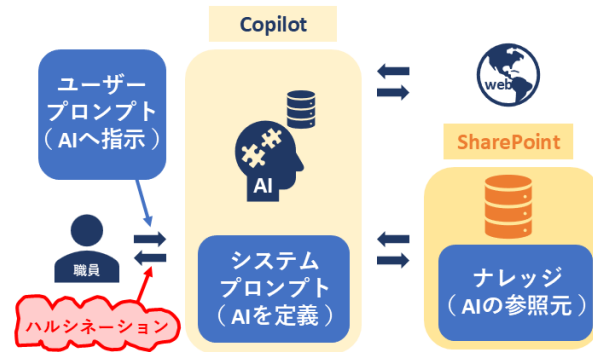 Copilot
ユーザー
プロンプト
（AIへ指示）
web
SharePoint
AI
職員
システム
プロンプト
（AIを定義）
ナレッジ
（AIの参照元）
ハルシネーション